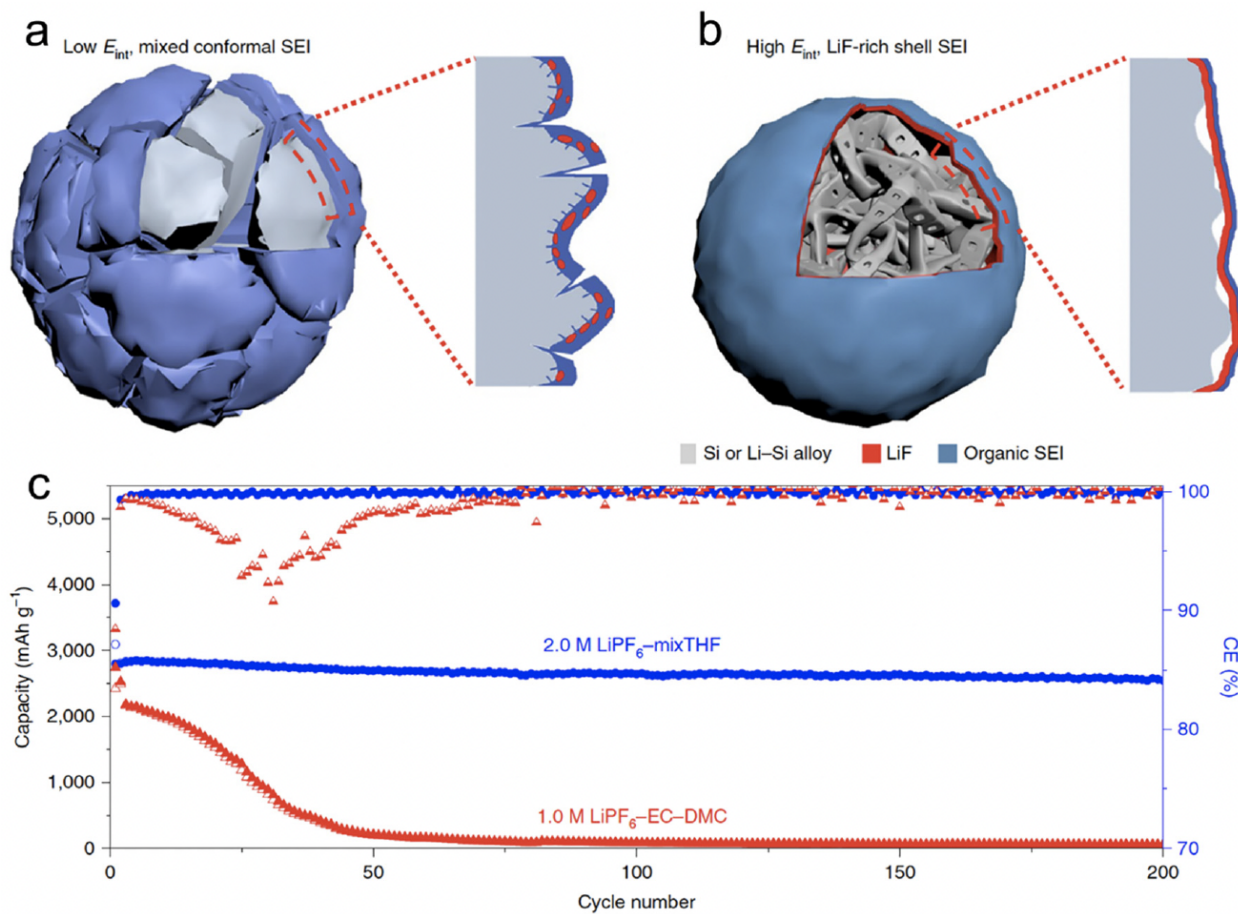 a
Low E_int, mixed conformal SEI
b
High E_int, LiF-rich shell SEI
Si or Li–Si alloy
LiF
Organic SEI
c
5,000
4,000
3,000
2,000
1,000
0
Capacity (mAh g⁻¹)
100
90
80
70
CE (%)
2.0 M LiPF₆–mixTHF
1.0 M LiPF₆–EC–DMC
0
50
100
150
200
Cycle number